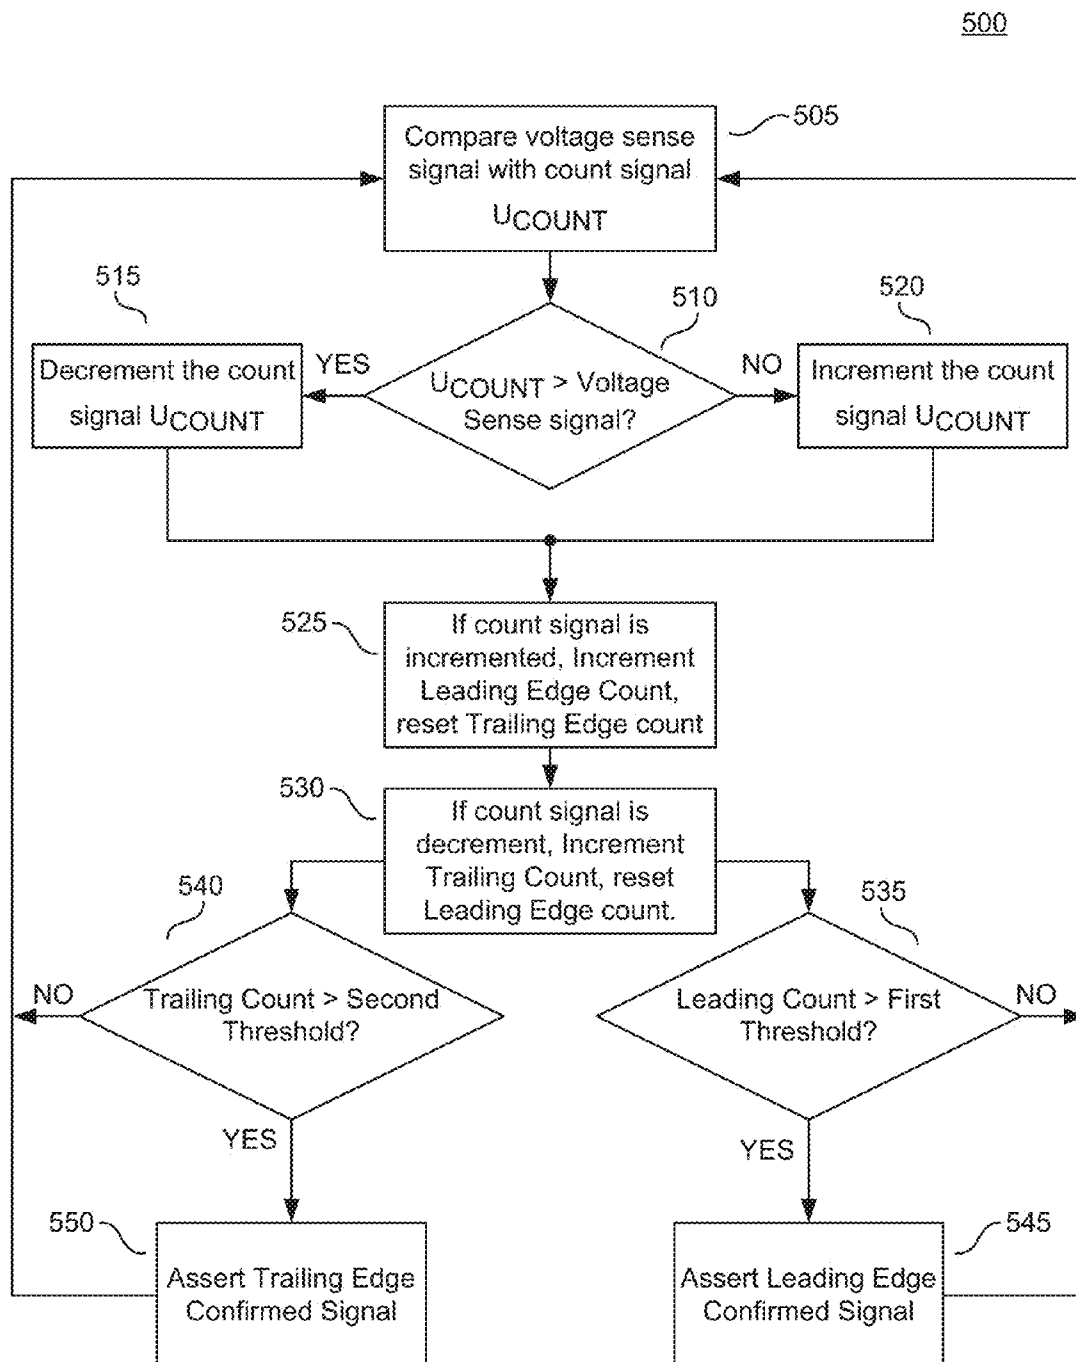 500
505
Compare voltage sense
signal with count signal
UCOUNT
515
510
520
Decrement the count
signal UCOUNT
YES
UCOUNT > Voltage
Sense signal?
NO
Increment the count
signal UCOUNT
525
If count signal is
incremented, Increment
Leading Edge Count,
reset Trailing Edge count
530
If count signal is
decrement, Increment
Trailing Count, reset
Leading Edge count.
540
535
NO
Trailing Count > Second
Threshold?
Leading Count > First
Threshold?
NO
YES
YES
550
545
Assert Trailing Edge
Confirmed Signal
Assert Leading Edge
Confirmed Signal